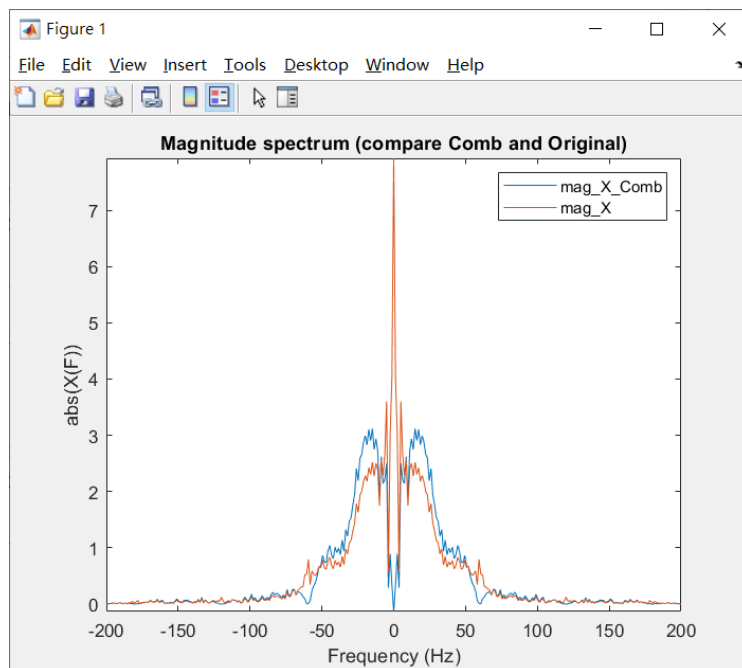 Figure 1
File Edit View Insert Tools Desktop Window Help
Magnitude spectrum (compare Comb and Original)
mag_X_Comb
mag_X
7
6
5
4
3
2
1
0
abs(X(F))
-200 -150 -100 -50 0 50 100 150 200
Frequency (Hz)